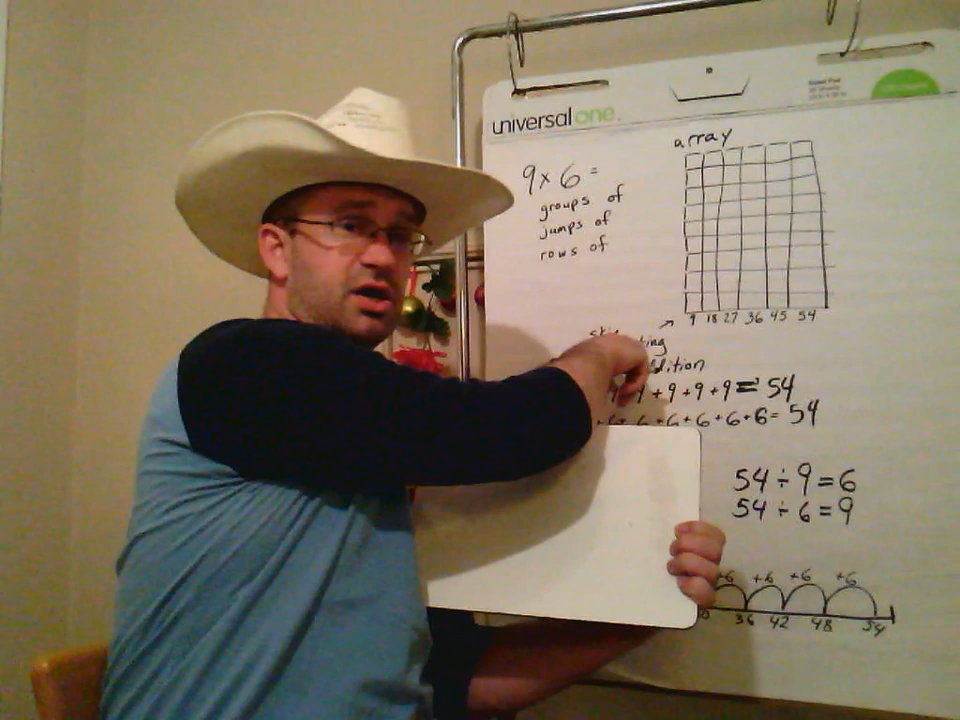 universal one.
array
9 × 6 =
groups of
jumps of
rows of
9 18 27 36 45 54
9 + 9 + 9 + 9 = 54
+ 6 + 6 + 6 + 6 = 54
54 ÷ 9 = 6
54 ÷ 6 = 9
+6 +6 +6 +6
36 42 48 54